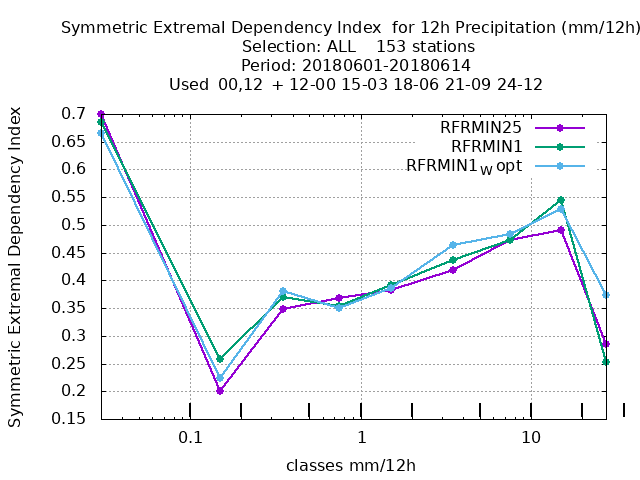 Symmetric Extremal Dependency Index  for 12h Precipitation (mm/12h)
Selection: ALL    153 stations
Period: 20180601-20180614
Used  00,12  + 12-00 15-03 18-06 21-09 24-12
Symmetric Extremal Dependency Index
0.7
0.65
0.6
0.55
0.5
0.45
0.4
0.35
0.3
0.25
0.2
0.15
RFRMIN25
RFRMIN1
RFRMIN1W opt
0.1 1 10
classes mm/12h